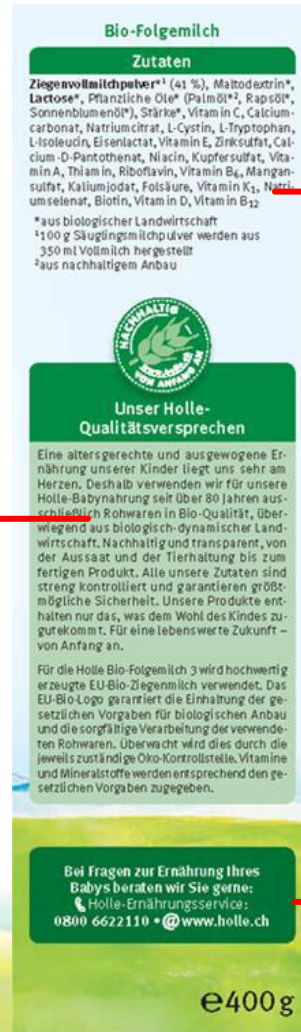 Bio-Folgemilch
Zutaten
Ziegenvollmilchpulver*¹ (41 %), Maltodextrin*,
Lactose*, Pflanzliche Öle* (Palmöl*², Rapsöl*,
Sonnenblumenöl*), Stärke*, Vitamin C, Calcium-
carbonat, Natriumcitrat, L-Cystin, L-Tryptophan,
L-Isoleucin, Eisenlactat, Vitamin E, Zinksulfat, Cal-
cium-D-Pantothenat, Niacin, Kupfersulfat, Vita-
min A, Thiamin, Riboflavin, Vitamin B₆, Mangan-
sulfat, Kaliumjodat, Folsäure, Vitamin K₁, Natri-
umselenat, Biotin, Vitamin D, Vitamin B₁₂
*aus biologischer Landwirtschaft
¹100 g Säuglingsmilchpulver werden aus
350 ml Vollmilch hergestellt
²aus nachhaltigem Anbau
NACHHALTIG
VON ANFANG AN
Unser Holle-
Qualitätsversprechen
Eine altersgerechte und ausgewogene Er-
nährung unserer Kinder liegt uns sehr am
Herzen. Deshalb verwenden wir für unsere
Holle-Babynahrung seit über 80 Jahren aus-
schließlich Rohwaren in Bio-Qualität, über-
wiegend aus biologisch-dynamischer Land-
wirtschaft. Nachhaltig und transparent, von
der Aussaat und der Tierhaltung bis zum
fertigen Produkt. Alle unsere Zutaten sind
streng kontrolliert und garantieren größt-
mögliche Sicherheit. Unsere Produkte ent-
halten nur das, was dem Wohl des Kindes zu-
gutekommt. Für eine lebenswerte Zukunft –
von Anfang an.
Für die Holle Bio-Folgemilch 3 wird hochwertig
erzeugte EU-Bio-Ziegenmilch verwendet. Das
EU-Bio-Logo garantiert die Einhaltung der ge-
setzlichen Vorgaben für biologischen Anbau
und die sorgfältige Verarbeitung der verwende-
ten Rohwaren. Überwacht wird dies durch die
jeweils zuständige Öko-Kontrollstelle. Vitamine
und Mineralstoffe werden entsprechend den ge-
setzlichen Vorgaben zugegeben.
Bei Fragen zur Ernährung Ihres
Babys beraten wir Sie gerne:
Holle-Ernährungsservice:
0800 6622110 • @ www.holle.ch
℮400 g